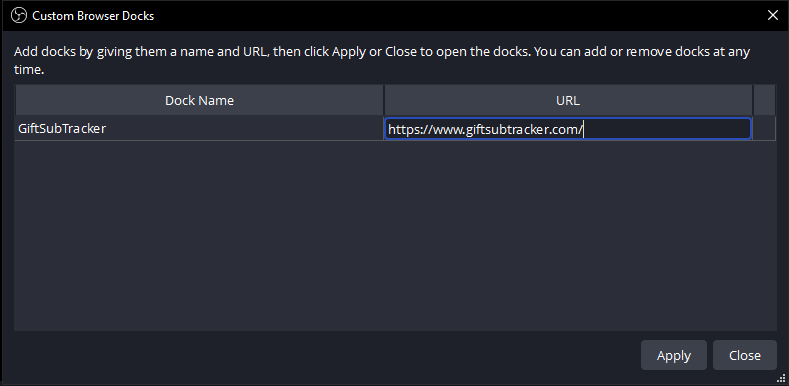 Custom Browser Docks
Add docks by giving them a name and URL, then click Apply or Close to open the docks. You can add or remove docks at any
time.
Dock Name URL
GiftSubTracker https://www.giftsubtracker.com/
Apply Close